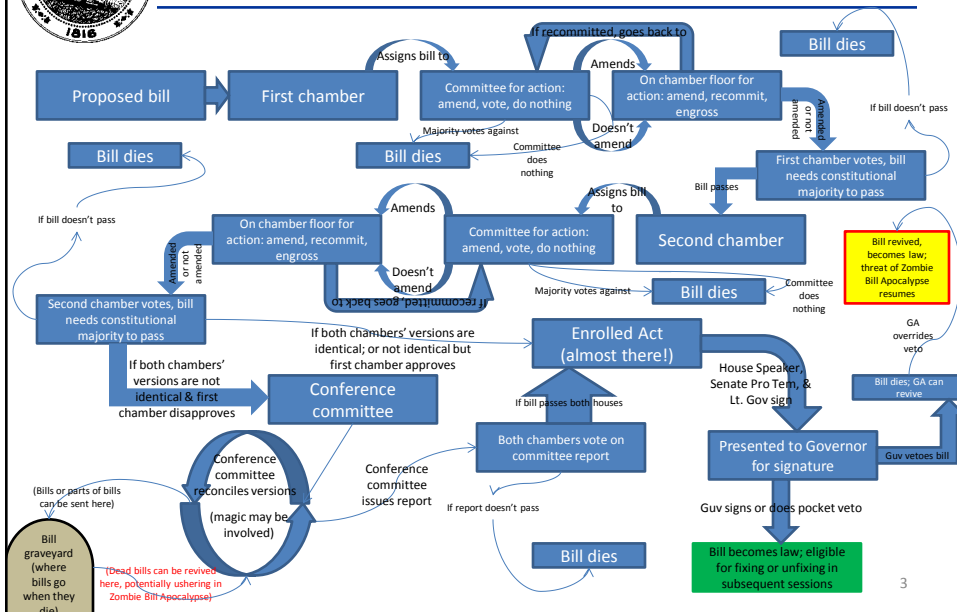 1816
If recommitted, goes back to
Bill dies
Assigns bill to
Amends
Proposed bill
First chamber
Committee for action:
amend, vote, do nothing
On chamber floor for
action: amend, recommit,
engross
Amended
or not
amended
If bill doesn't pass
Doesn't
amend
Majority votes against
Bill dies
Committee
does
nothing
Bill dies
First chamber votes, bill
needs constitutional
majority to pass
Bill passes
Assigns bill
to
Amends
If bill doesn't pass
On chamber floor for
action: amend, recommit,
engross
Committee for action:
amend, vote, do nothing
Second chamber
Bill revived,
becomes law;
threat of Zombie
Bill Apocalypse
resumes
Amended
or not
amended
Doesn't
amend
If recommitted, goes back to
Majority votes against
Bill dies
Committee
does
nothing
Second chamber votes, bill
needs constitutional
majority to pass
If both chambers' versions are
identical; or not identical but
first chamber approves
Enrolled Act
(almost there!)
GA
overrides
veto
If both chambers'
versions are not
identical & first
chamber disapproves
Conference
committee
If bill passes both houses
House Speaker,
Senate Pro Tem, &
Lt. Gov sign
Bill dies; GA can
revive
Both chambers vote on
committee report
Presented to Governor
for signature
Guv vetoes bill
Conference
committee
reconciles versions
(magic may be
involved)
Conference
committee
issues report
(Bills or parts of bills
can be sent here)
If report doesn't pass
Guv signs or does pocket veto
Bill
graveyard
(where
bills go
when they
die)
(Dead bills can be revived
here, potentially ushering in
Zombie Bill Apocalypse)
Bill dies
Bill becomes law; eligible
for fixing or unfixing in
subsequent sessions
3